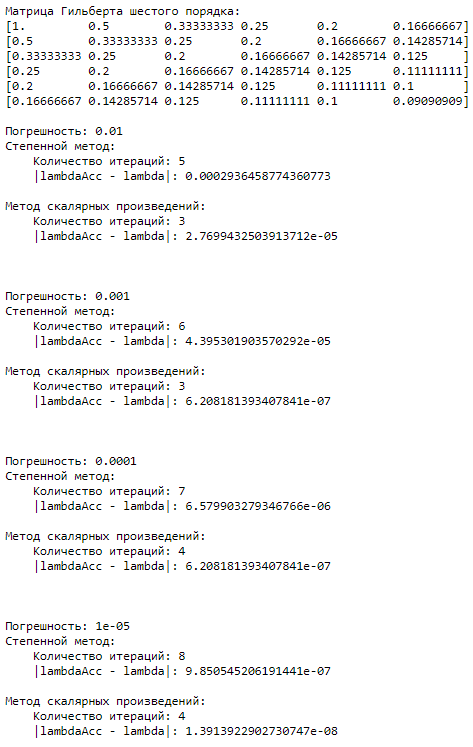 Матрица Гильберта шестого порядка:
[1. 0.5 0.33333333 0.25 0.2 0.16666667]
[0.5 0.33333333 0.25 0.2 0.16666667 0.14285714]
[0.33333333 0.25 0.2 0.16666667 0.14285714 0.125 ]
[0.25 0.2 0.16666667 0.14285714 0.125 0.11111111]
[0.2 0.16666667 0.14285714 0.125 0.11111111 0.1 ]
[0.16666667 0.14285714 0.125 0.11111111 0.1 0.09090909]
Погрешность: 0.01
Степенной метод:
Количество итераций: 5
|lambdaAcc - lambda|: 0.0002936458774360773
Метод скалярных произведений:
Количество итераций: 3
|lambdaAcc - lambda|: 2.7699432503913712e-05
Погрешность: 0.001
Степенной метод:
Количество итераций: 6
|lambdaAcc - lambda|: 4.395301903570292e-05
Метод скалярных произведений:
Количество итераций: 3
|lambdaAcc - lambda|: 6.208181393407841e-07
Погрешность: 0.0001
Степенной метод:
Количество итераций: 7
|lambdaAcc - lambda|: 6.579903279346766e-06
Метод скалярных произведений:
Количество итераций: 4
|lambdaAcc - lambda|: 6.208181393407841e-07
Погрешность: 1e-05
Степенной метод:
Количество итераций: 8
|lambdaAcc - lambda|: 9.850545206191441e-07
Метод скалярных произведений:
Количество итераций: 4
|lambdaAcc - lambda|: 1.3913922902730747e-08